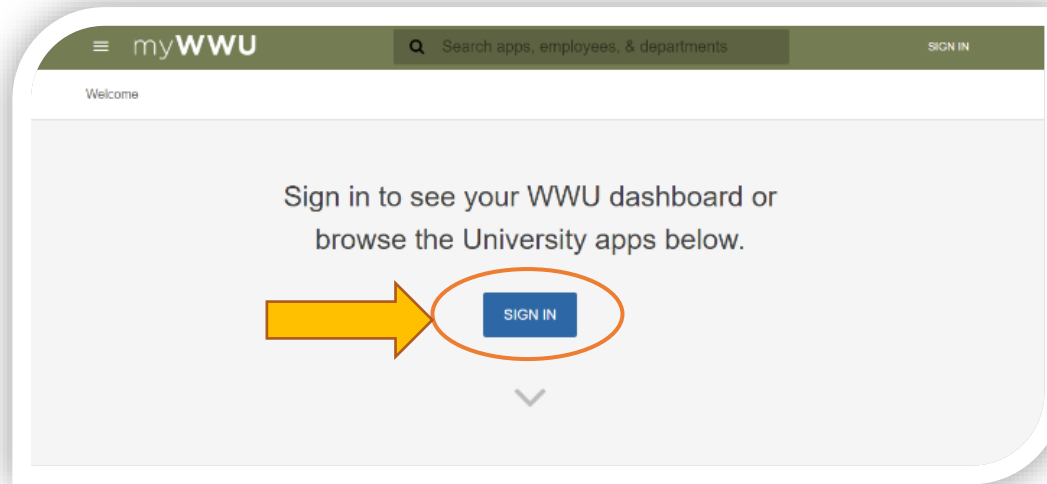 myWWU
Search apps, employees, & departments
SIGN IN
Welcome
Sign in to see your WWU dashboard or
browse the University apps below.
SIGN IN